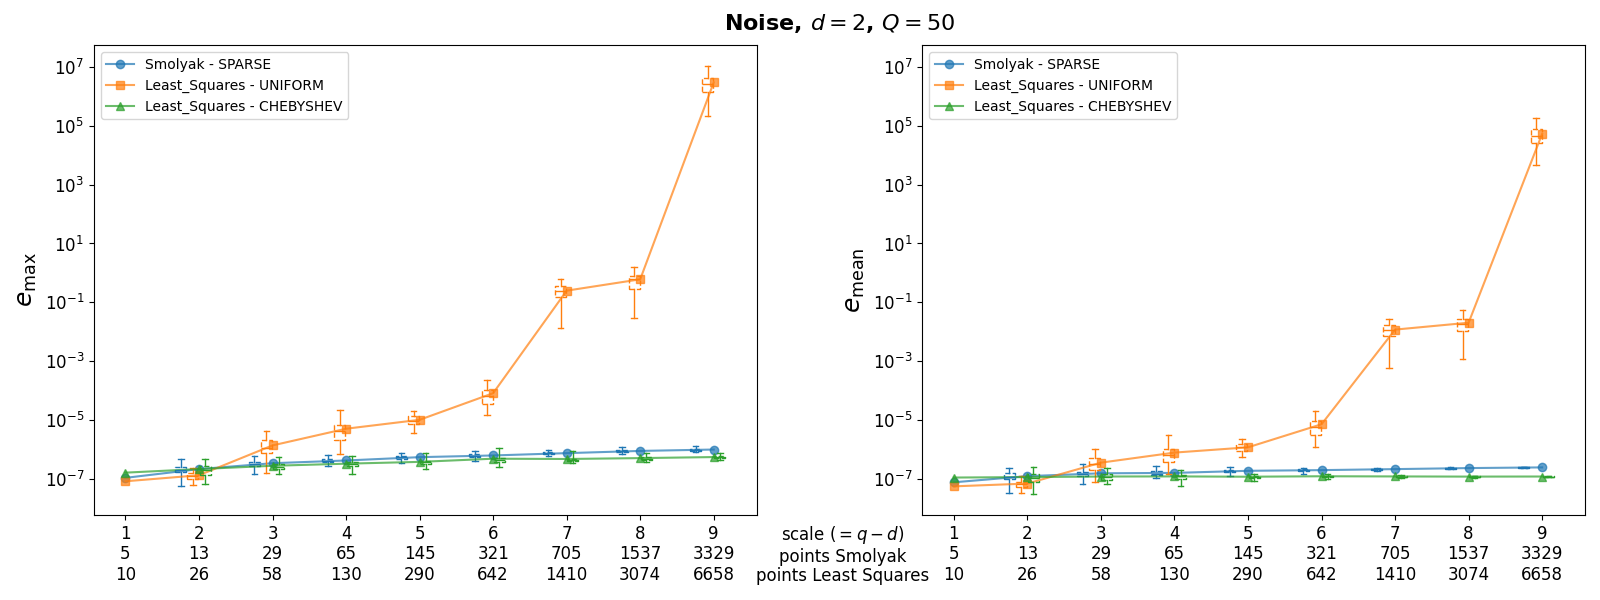 Noise, d = 2, Q = 50
Smolyak - SPARSE
Least_Squares - UNIFORM
Least_Squares - CHEBYSHEV
10^7
10^5
10^3
10^1
10^−1
10^−3
10^−5
10^−7
e_max
1 2 3 4 5 6 7 8 9
5 13 29 65 145 321 705 1537 3329
10 26 58 130 290 642 1410 3074 6658
scale (= q − d)
points Smolyak
points Least Squares
Smolyak - SPARSE
Least_Squares - UNIFORM
Least_Squares - CHEBYSHEV
10^7
10^5
10^3
10^1
10^−1
10^−3
10^−5
10^−7
e_mean
1 2 3 4 5 6 7 8 9
5 13 29 65 145 321 705 1537 3329
10 26 58 130 290 642 1410 3074 6658